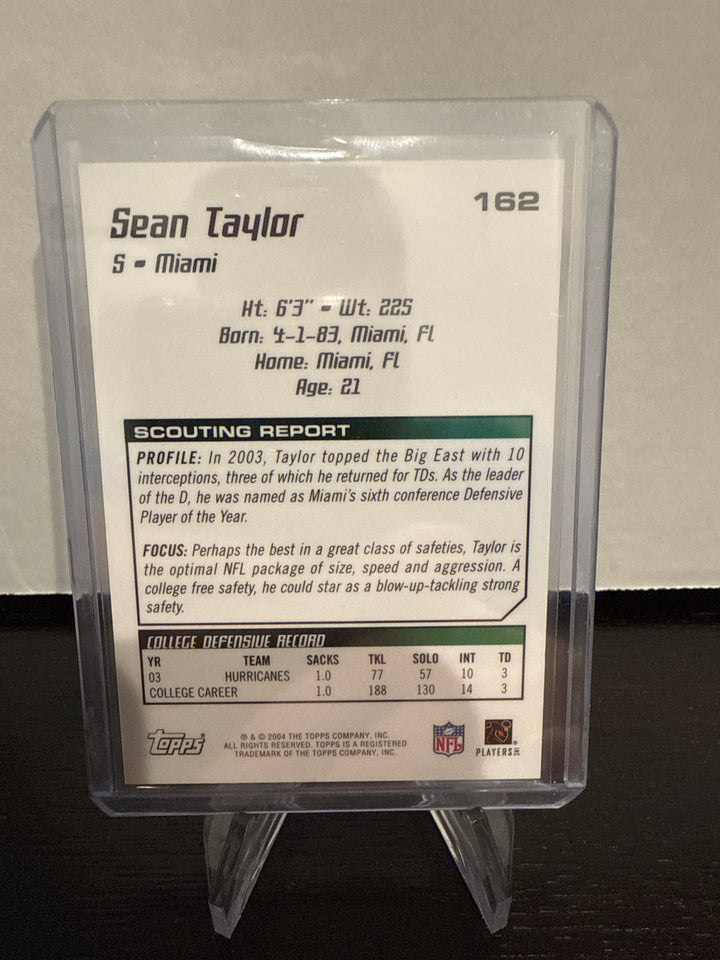 162
Sean Taylor
S - Miami
Ht: 6'3" - Wt: 225
Born: 4-1-83, Miami, FL
Home: Miami, FL
Age: 21
SCOUTING REPORT
PROFILE: In 2003, Taylor topped the Big East with 10
interceptions, three of which he returned for TDs. As the leader
of the D, he was named as Miami's sixth conference Defensive
Player of the Year.
FOCUS: Perhaps the best in a great class of safeties, Taylor is
the optimal NFL package of size, speed and aggression. A
college free safety, he could star as a blow-up-tackling strong
safety.
COLLEGE DEFENSIVE RECORD
YR TEAM SACKS TKL SOLO INT TD
03 HURRICANES 1.0 77 57 10 3
COLLEGE CAREER 1.0 188 130 14 3
Topps
® & © 2004 THE TOPPS COMPANY, INC.
ALL RIGHTS RESERVED. TOPPS IS A REGISTERED
TRADEMARK OF THE TOPPS COMPANY, INC.
NFL
PLAYERS INC